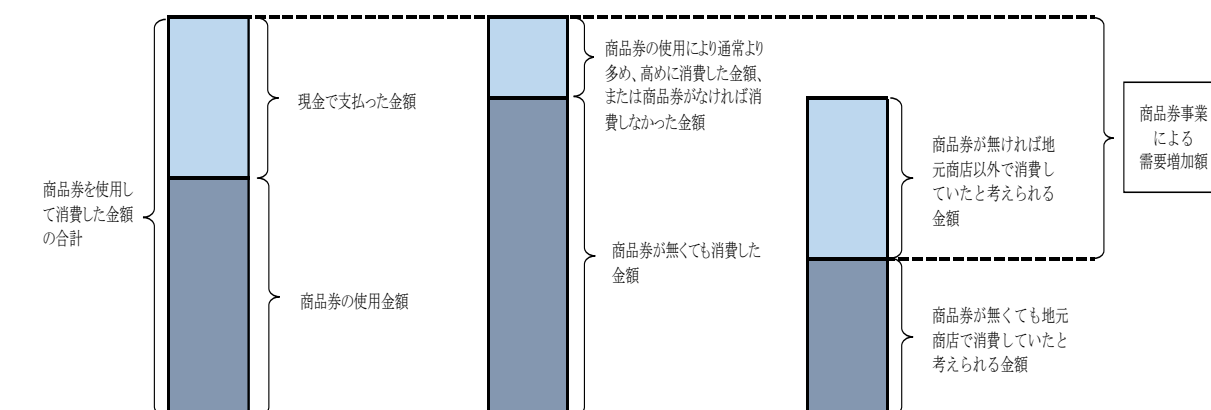 商品券を使用し
て消費した金額
の合計
現金で支払った金額
商品券の使用金額
商品券の使用により通常より
多め、高めに消費した金額、
または商品券がなければ消
費しなかった金額
商品券が無くても消費した
金額
商品券が無ければ地
元商店以外で消費し
ていたと考えられる
金額
商品券が無くても地元
商店で消費していたと
考えられる金額
商品券事業
による
需要増加額